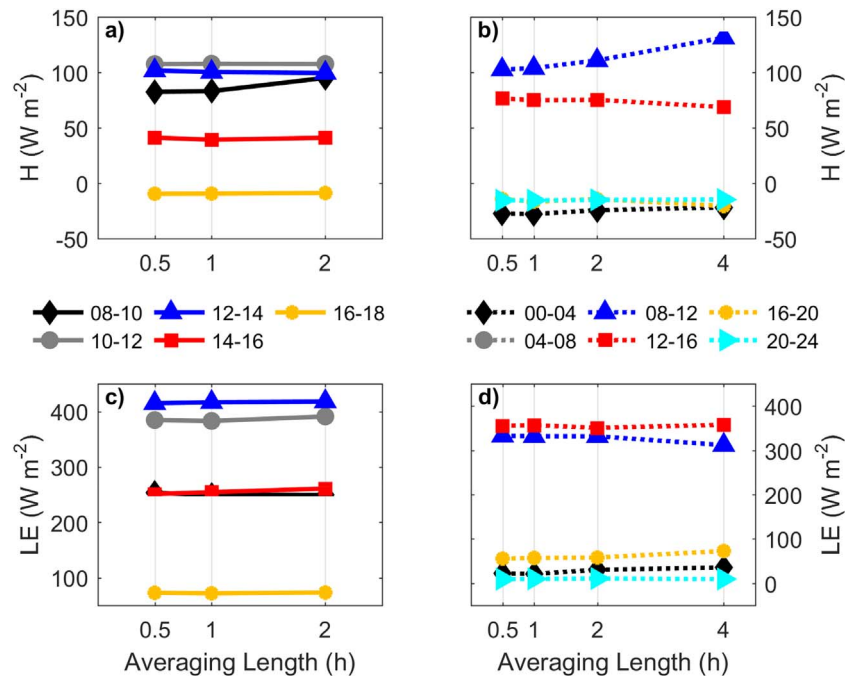 a)
150
100
50
0
-50
H (W m-2)
0.5 1 2
b)
150
100
50
0
-50
H (W m-2)
0.5 1 2 4
08-10 12-14 16-18
10-12 14-16
00-04 08-12 16-20
04-08 12-16 20-24
c)
400
300
200
100
LE (W m-2)
0.5 1 2
Averaging Length (h)
d)
400
300
200
100
0
LE (W m-2)
0.5 1 2 4
Averaging Length (h)